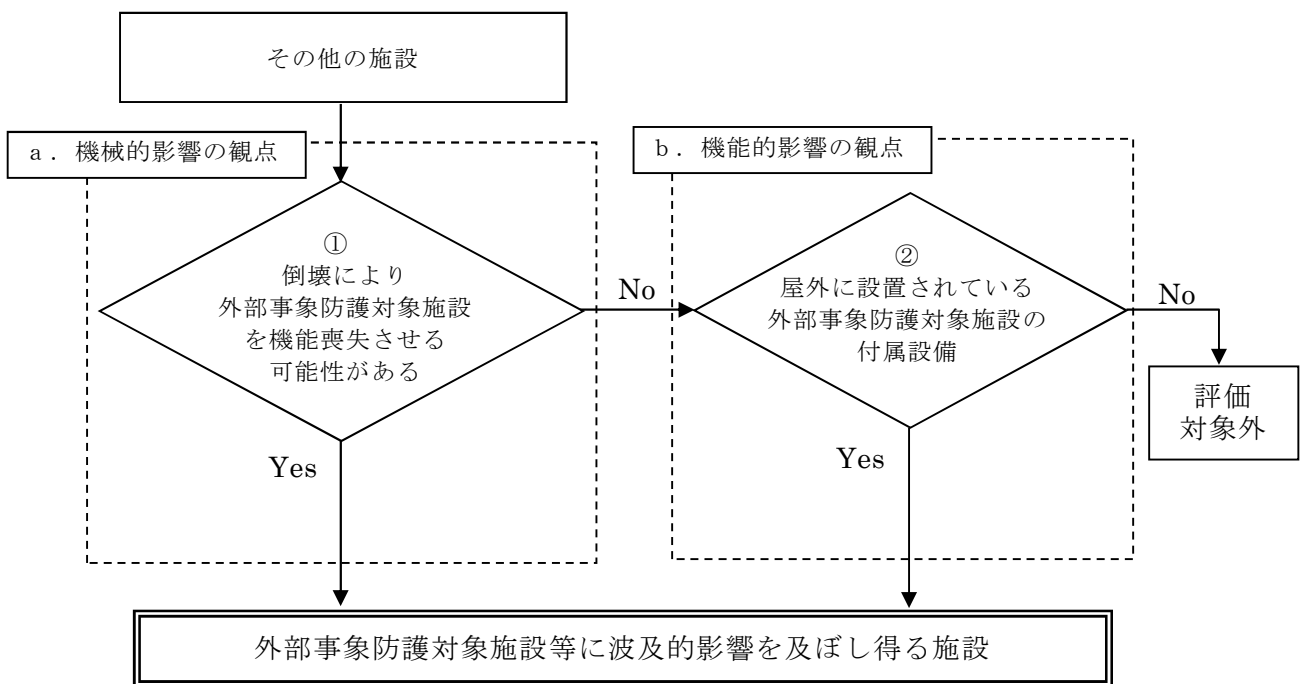 その他の施設
a．機械的影響の観点
①
倒壊により
外部事象防護対象施設
を機能喪失させる
可能性がある
No
Yes
b．機能的影響の観点
②
屋外に設置されている
外部事象防護対象施設の
付属設備
No
Yes
評価
対象外
外部事象防護対象施設等に波及的影響を及ぼし得る施設